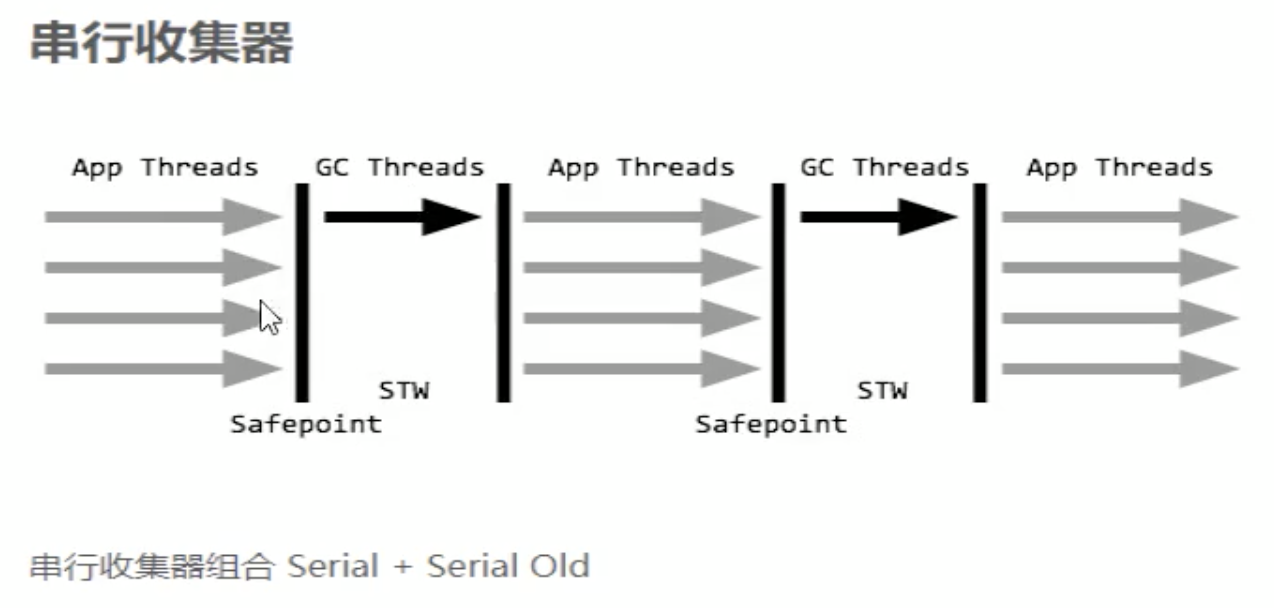 串行收集器
App Threads GC Threads App Threads GC Threads App Threads
STW STW
Safepoint Safepoint
串行收集器组合 Serial + Serial Old